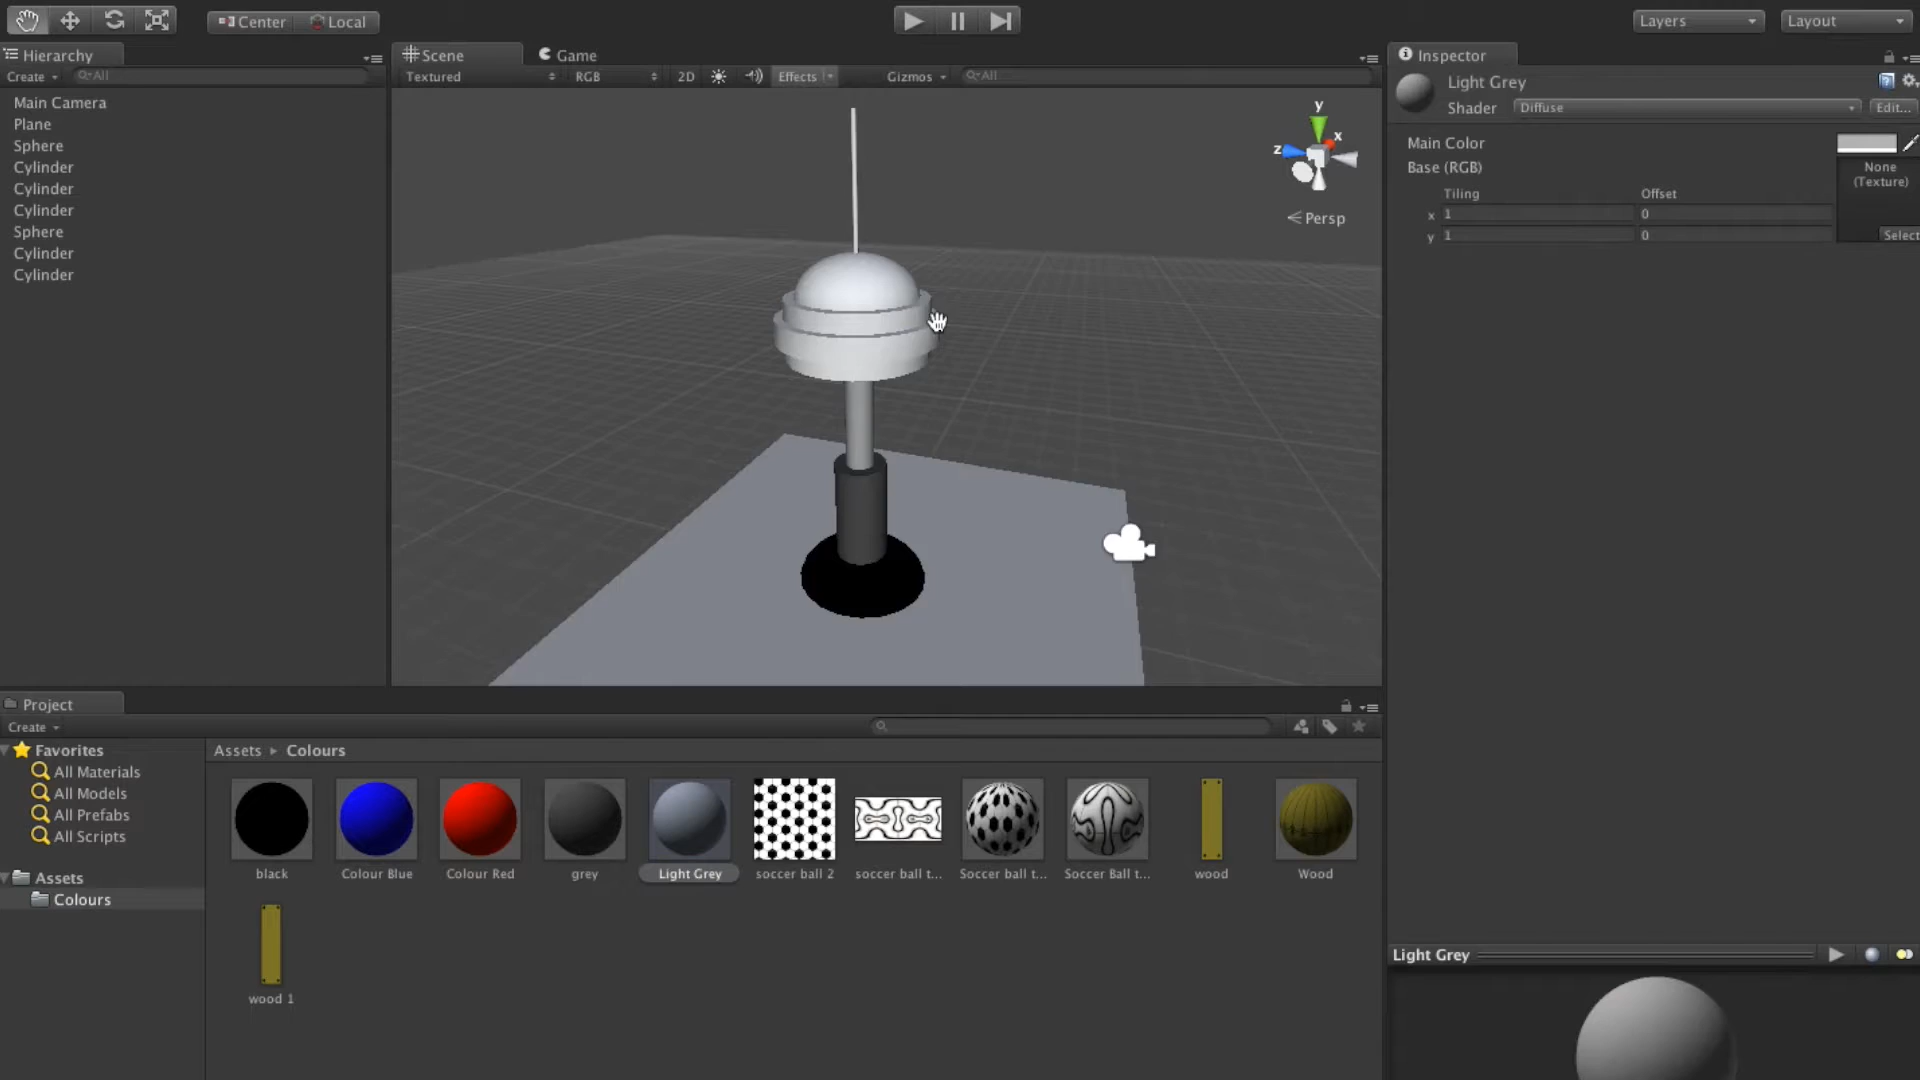 Center Local
Layers Layout
Hierarchy
Create All
Main Camera
Plane
Sphere
Cylinder
Cylinder
Cylinder
Sphere
Cylinder
Cylinder
Scene Game
Textured RGB 2D Effects Gizmos All
y
x
z
Persp
Inspector
Light Grey
Shader Diffuse Edit...
Main Color
Base (RGB)
None
(Texture)
Tiling Offset
x 1 0
y 1 0
Select
Project
Create
Favorites
All Materials
All Models
All Prefabs
All Scripts
Assets
Colours
Assets Colours
black Colour Blue Colour Red grey Light Grey soccer ball 2 soccer ball t... Soccer ball t... Soccer Ball t... wood Wood
wood 1
Light Grey